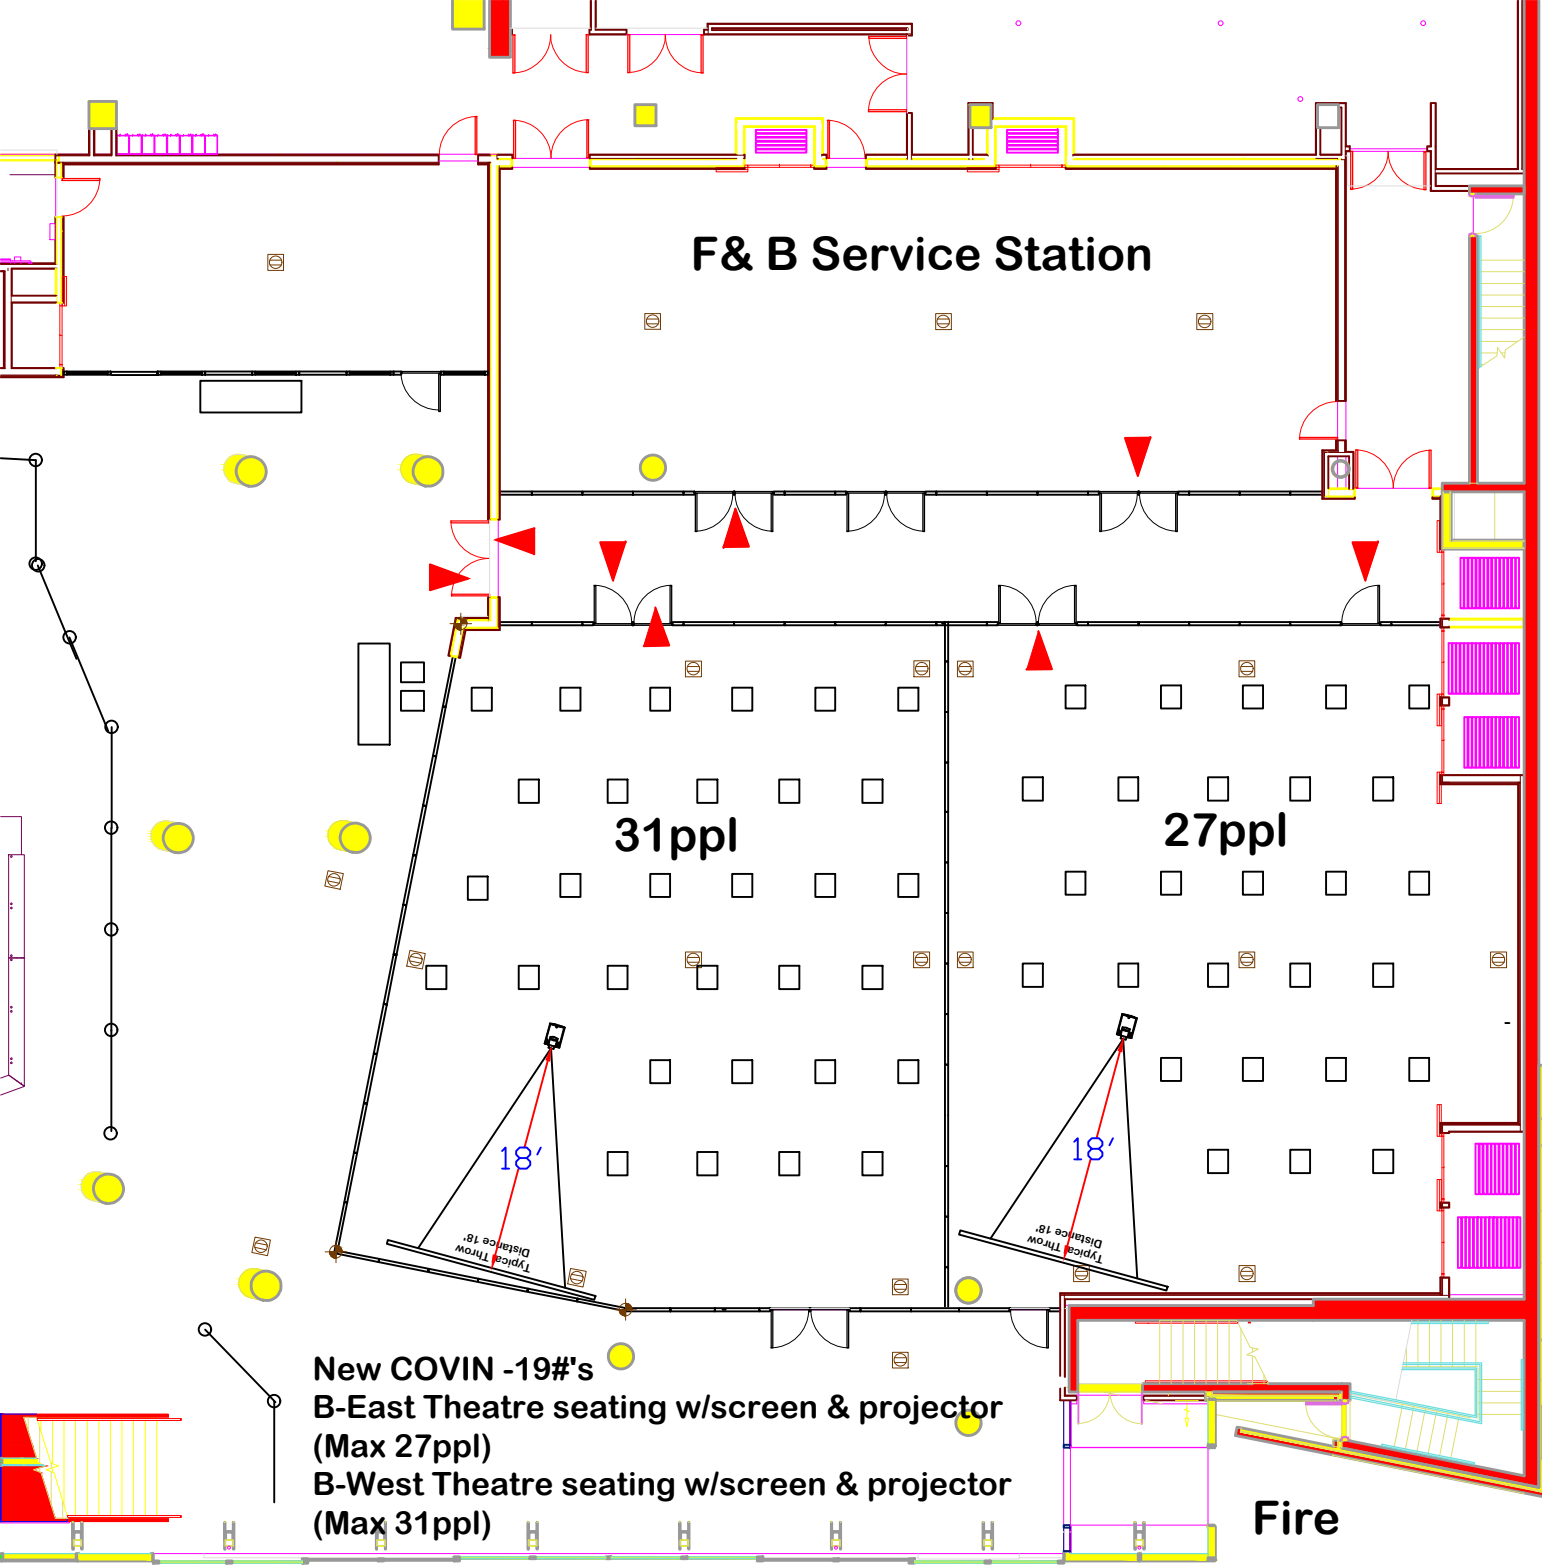 F& B Service Station
31ppl
27ppl
18'
18'
Typical Throw
Distance 18'
Typical Throw
Distance 18'
New COVIN -19#'s
B-East Theatre seating w/screen & projector
(Max 27ppl)
B-West Theatre seating w/screen & projector
(Max 31ppl)
Fire